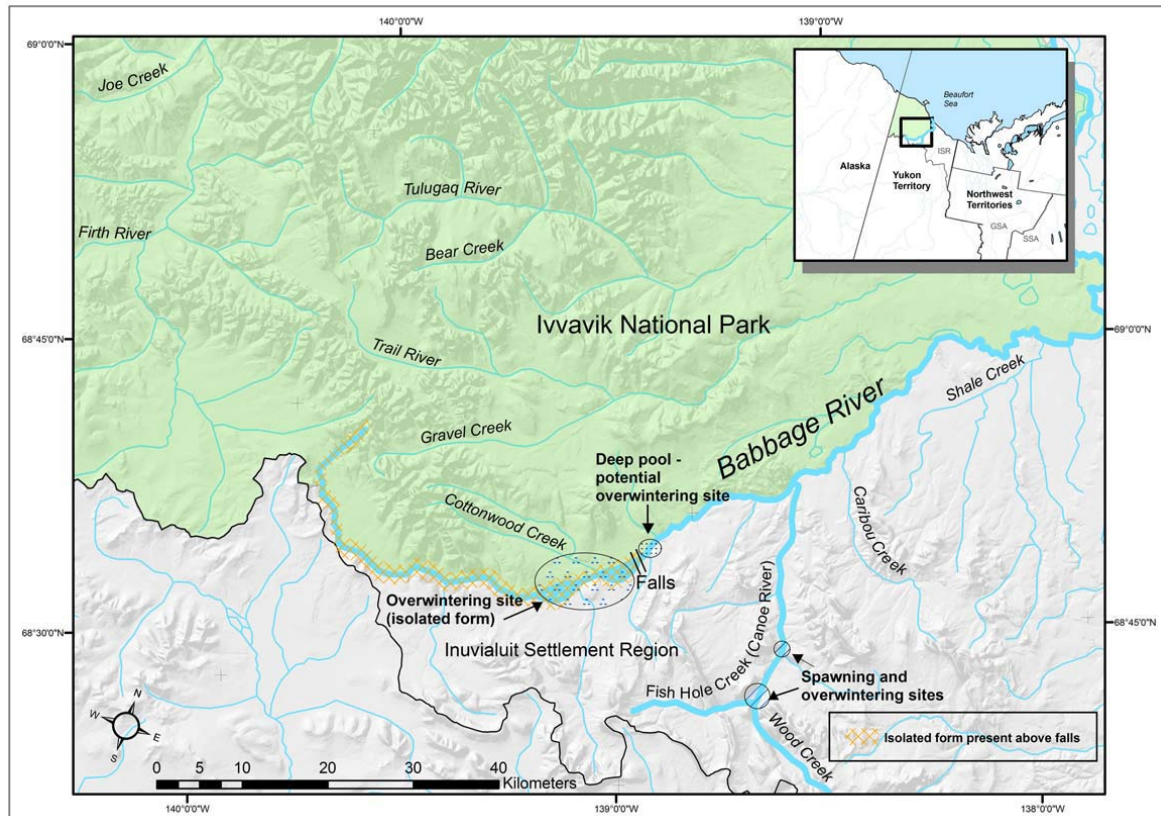 140°0'0"W
139°0'0"W
69°0'0"N
Joe Creek
Beaufort
Sea
ISR
Alaska
Yukon
Territory
Northwest
Territories
GSA
SSA
Tulugaq River
Firth River
Bear Creek
Ivvavik National Park
69°0'0"N
68°45'0"N
Trail River
Shale Creek
Babbage River
Gravel Creek
Deep pool -
potential
overwintering site
Cottonwood Creek
Caribou Creek
Falls
Overwintering site
(isolated form)
68°30'0"N
68°45'0"N
Inuvialuit Settlement Region
Fish Hole Creek (Canoe River)
Spawning and
overwintering sites
Wood Creek
Isolated form present above falls
N
W
E
S
0 5 10 20 30 40
Kilometers
140°0'0"W
139°0'0"W
138°0'0"W